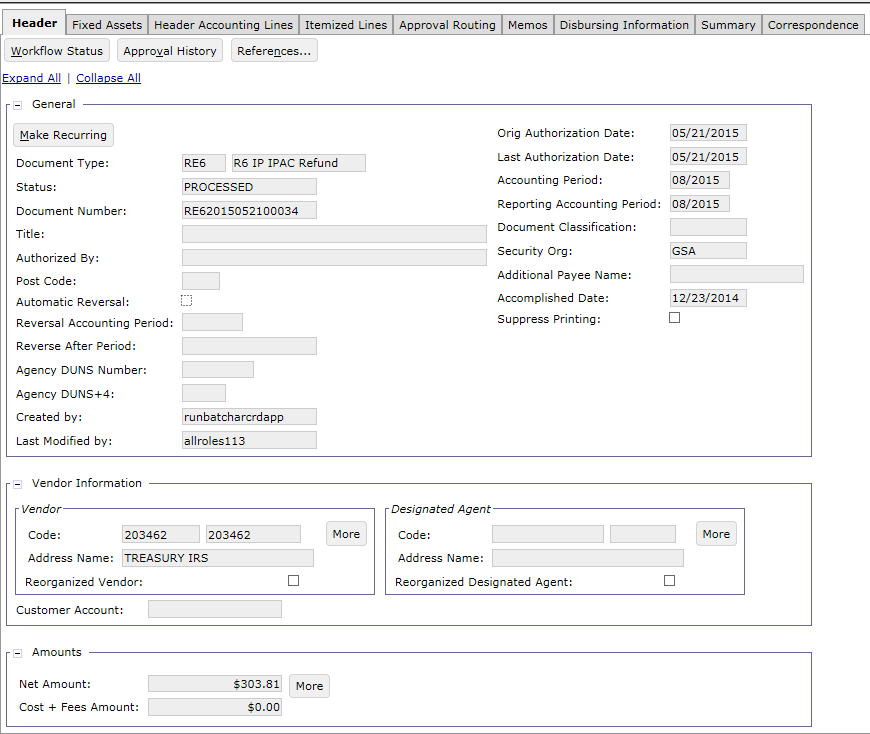 Header Fixed Assets Header Accounting Lines Itemized Lines Approval Routing Memos Disbursing Information Summary Correspondence
Workflow Status Approval History References...
Expand All | Collapse All
General
Make Recurring
Document Type: RE6 R6 IP IPAC Refund
Status: PROCESSED
Document Number: RE62015052100034
Title:
Authorized By:
Post Code:
Automatic Reversal:
Reversal Accounting Period:
Reverse After Period:
Agency DUNS Number:
Agency DUNS+4:
Created by: runbatcharcrdapp
Last Modified by: allroles113
Orig Authorization Date: 05/21/2015
Last Authorization Date: 05/21/2015
Accounting Period: 08/2015
Reporting Accounting Period: 08/2015
Document Classification:
Security Org: GSA
Additional Payee Name:
Accomplished Date: 12/23/2014
Suppress Printing:
Vendor Information
Vendor
Code: 203462 203462 More
Address Name: TREASURY IRS
Reorganized Vendor:
Designated Agent
Code: More
Address Name:
Reorganized Designated Agent:
Customer Account:
Amounts
Net Amount: $303.81 More
Cost + Fees Amount: $0.00